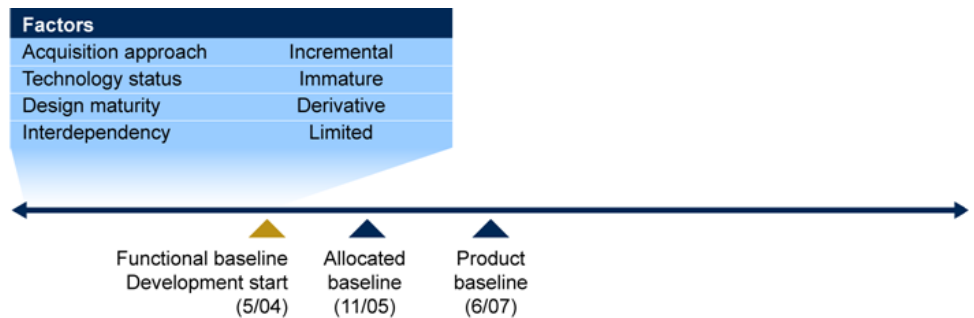 Factors
Acquisition approach Incremental
Technology status Immature
Design maturity Derivative
Interdependency Limited
Functional baseline
Development start
(5/04)
Allocated
baseline
(11/05)
Product
baseline
(6/07)